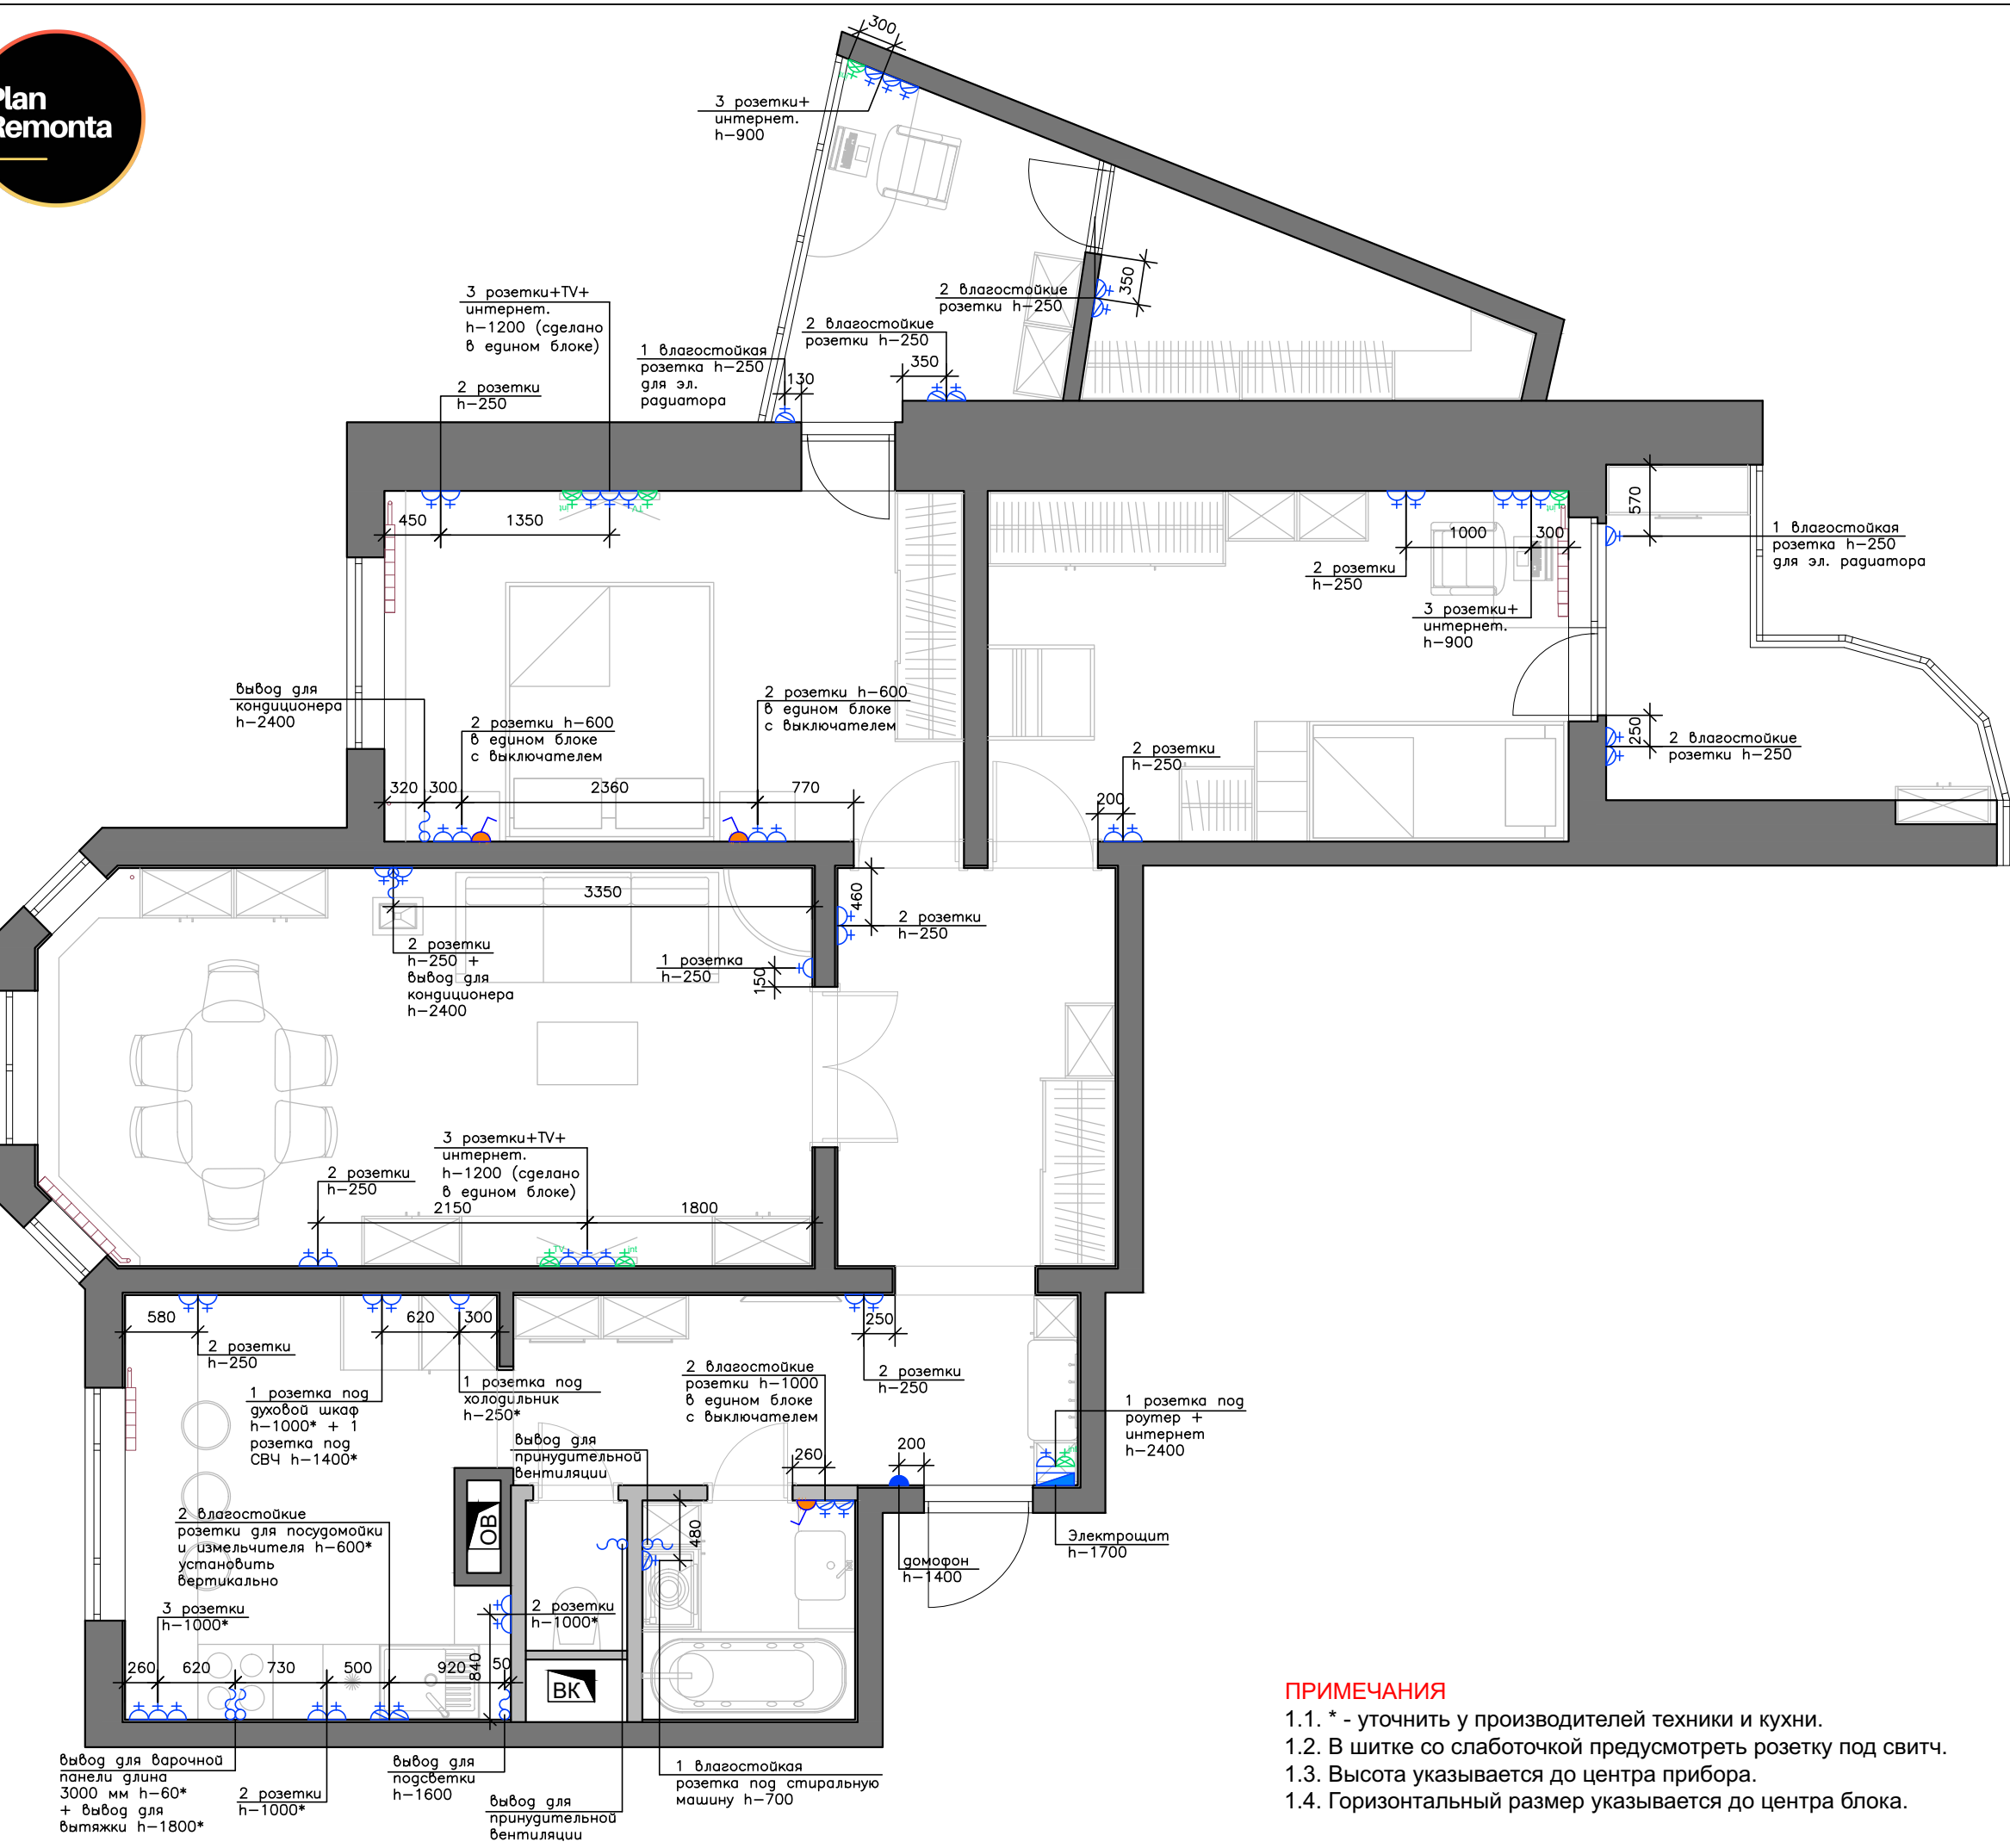 Plan
Remonta
300
3 розетки+
интернет.
h-900
350
2 влагостойкие
розетки h-250
3 розетки+TV+
интернет.
h-1200 (сделано
в едином блоке)
2 влагостойкие
розетки h-250
350
1 влагостойкая
розетка h-250
для эл.
радиатора
130
2 розетки
h-250
450
1350
int
TV
int
570
1 влагостойкая
розетка h-250
для эл. радиатора
1000
300
2 розетки
h-250
3 розетки+
интернет.
h-900
вывод для
кондиционера
h-2400
2 розетки h-600
в едином блоке
с выключателем
2 розетки h-600
в едином блоке
с выключателем
250
2 влагостойкие
розетки h-250
2 розетки
h-250
320
300
2360
770
200
3350
460
2 розетки
h-250
2 розетки
h-250 +
вывод для
кондиционера
h-2400
1 розетка
h-250
150
3 розетки+TV+
интернет.
h-1200 (сделано
в едином блоке)
2 розетки
h-250
2150
1800
TV
int
580
620
300
250
2 розетки
h-250
1 розетка под
духовой шкаф
h-1000* + 1
розетка под
СВЧ h-1400*
1 розетка под
холодильник
h-250*
2 влагостойкие
розетки h-1000
в едином блоке
с выключателем
2 розетки
h-250
1 розетка под
роутер +
интернет
h-2400
int
вывод для
принудительной
вентиляции
260
200
2 влагостойкие
розетки для посудомойки
и измельчителя h-600*
установить
вертикально
ОВ
480
домофон
h-1400
Электрощит
h-1700
3 розетки
h-1000*
2 розетки
h-1000*
260
620
730
500
920
50
840
ВК
вывод для варочной
панели длина
3000 мм h-60*
+ вывод для
вытяжки h-1800*
2 розетки
h-1000*
вывод для
подсветки
h-1600
вывод для
принудительной
вентиляции
1 влагостойкая
розетка под стиральную
машину h-700
ПРИМЕЧАНИЯ
1.1. * - уточнить у производителей техники и кухни.
1.2. В шитке со слаботочкой предусмотреть розетку под свитч.
1.3. Высота указывается до центра прибора.
1.4. Горизонтальный размер указывается до центра блока.